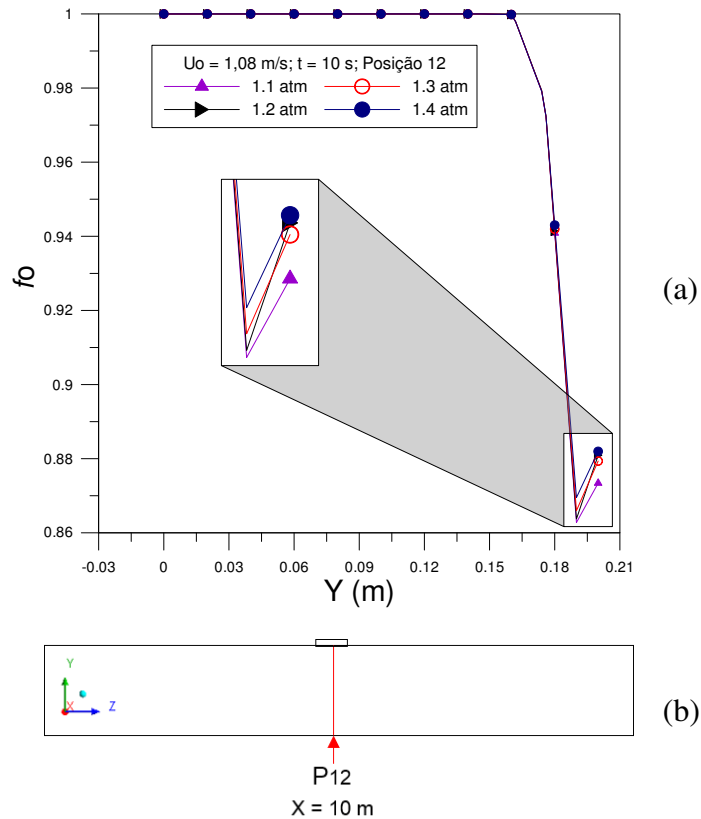 1
0.98
0.96
0.94
0.92
0.9
0.88
0.86
fo
Uo = 1,08 m/s; t = 10 s; Posição 12
1.1 atm
1.3 atm
1.2 atm
1.4 atm
(a)
-0.03 0 0.03 0.06 0.09 0.12 0.15 0.18 0.21
Y (m)
Y
X
Z
(b)
P12
X = 10 m